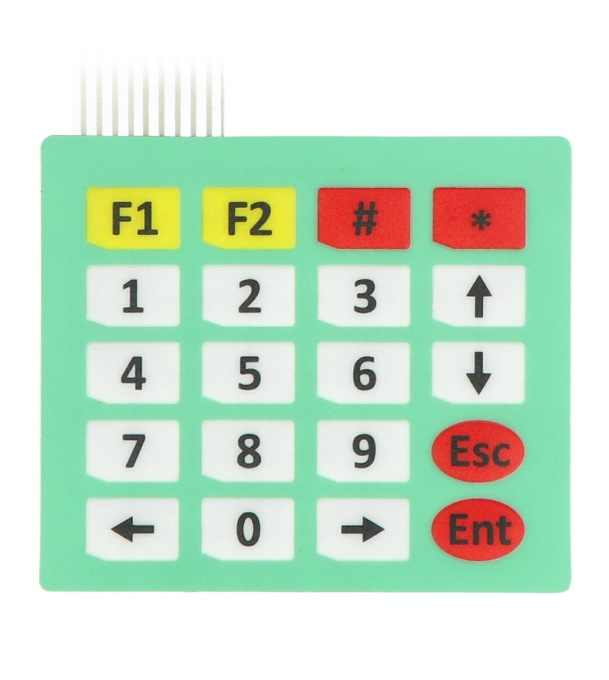 F1 F2 # *
1 2 3 ↑
4 5 6 ↓
7 8 9 Esc
← 0 → Ent